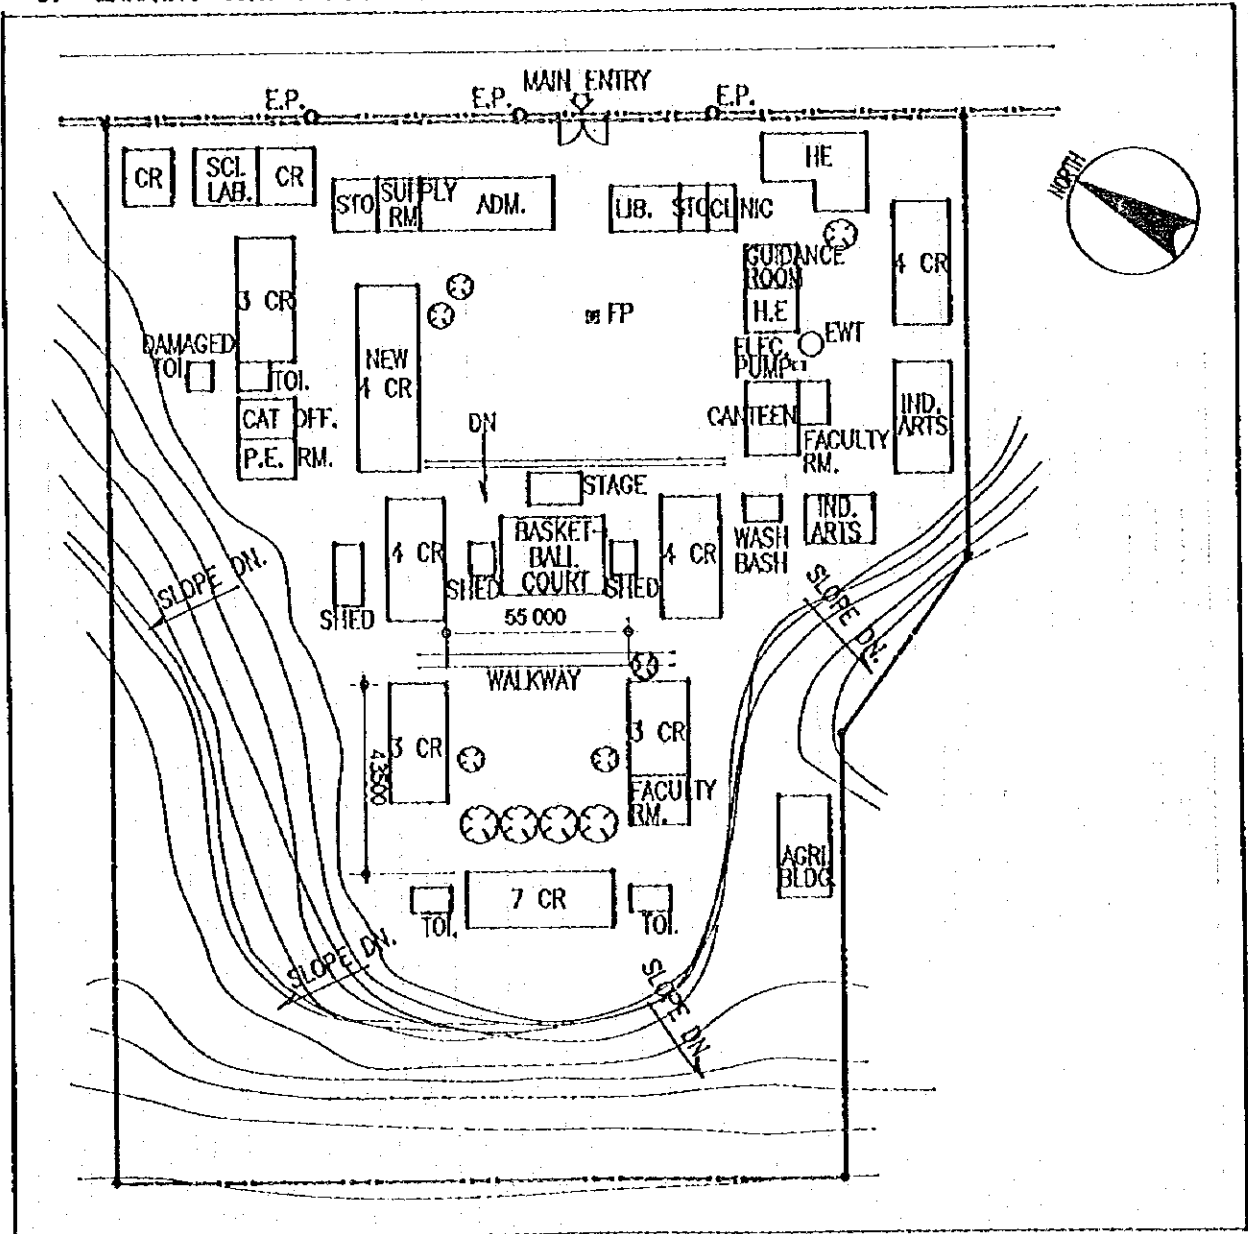 MAIN ENTRY
E.P.
E.P.
E.P.
NORTH
CR
SCI.
LAB.
CR
STO
SUPPLY
RM
ADM.
LIB.
STO
CLINIC
HE
4 CR
3 CR
GUIDANCE
ROOM
H.E
FP
EWT
ELEC.
PUMP
DAMAGED
TOI.
TOI.
NEW
4 CR
CAT OFF.
P.E. RM.
DN
CANTEEN
FACULTY
RM.
IND.
ARTS
STAGE
4 CR
BASKET-
BALL
COURT
4 CR
WASH
BASH
IND.
ARTS
SHED
SHED
SHED
SLOPE DN.
SLOPE DN.
55 000
WALKWAY
3 CR
43500
3 CR
FACULTY
RM.
AGRI.
BLDG.
7 CR
TOI.
TOI.
SLOPE DN.
SLOPE DN.